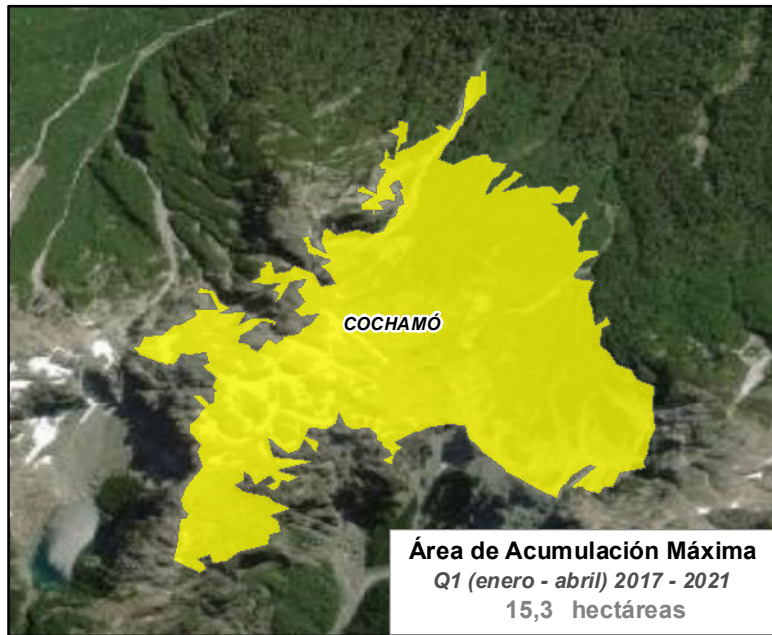 COCHAMÓ
Área de Acumulación Máxima
Q1 (enero - abril) 2017 - 2021
15,3 hectáreas